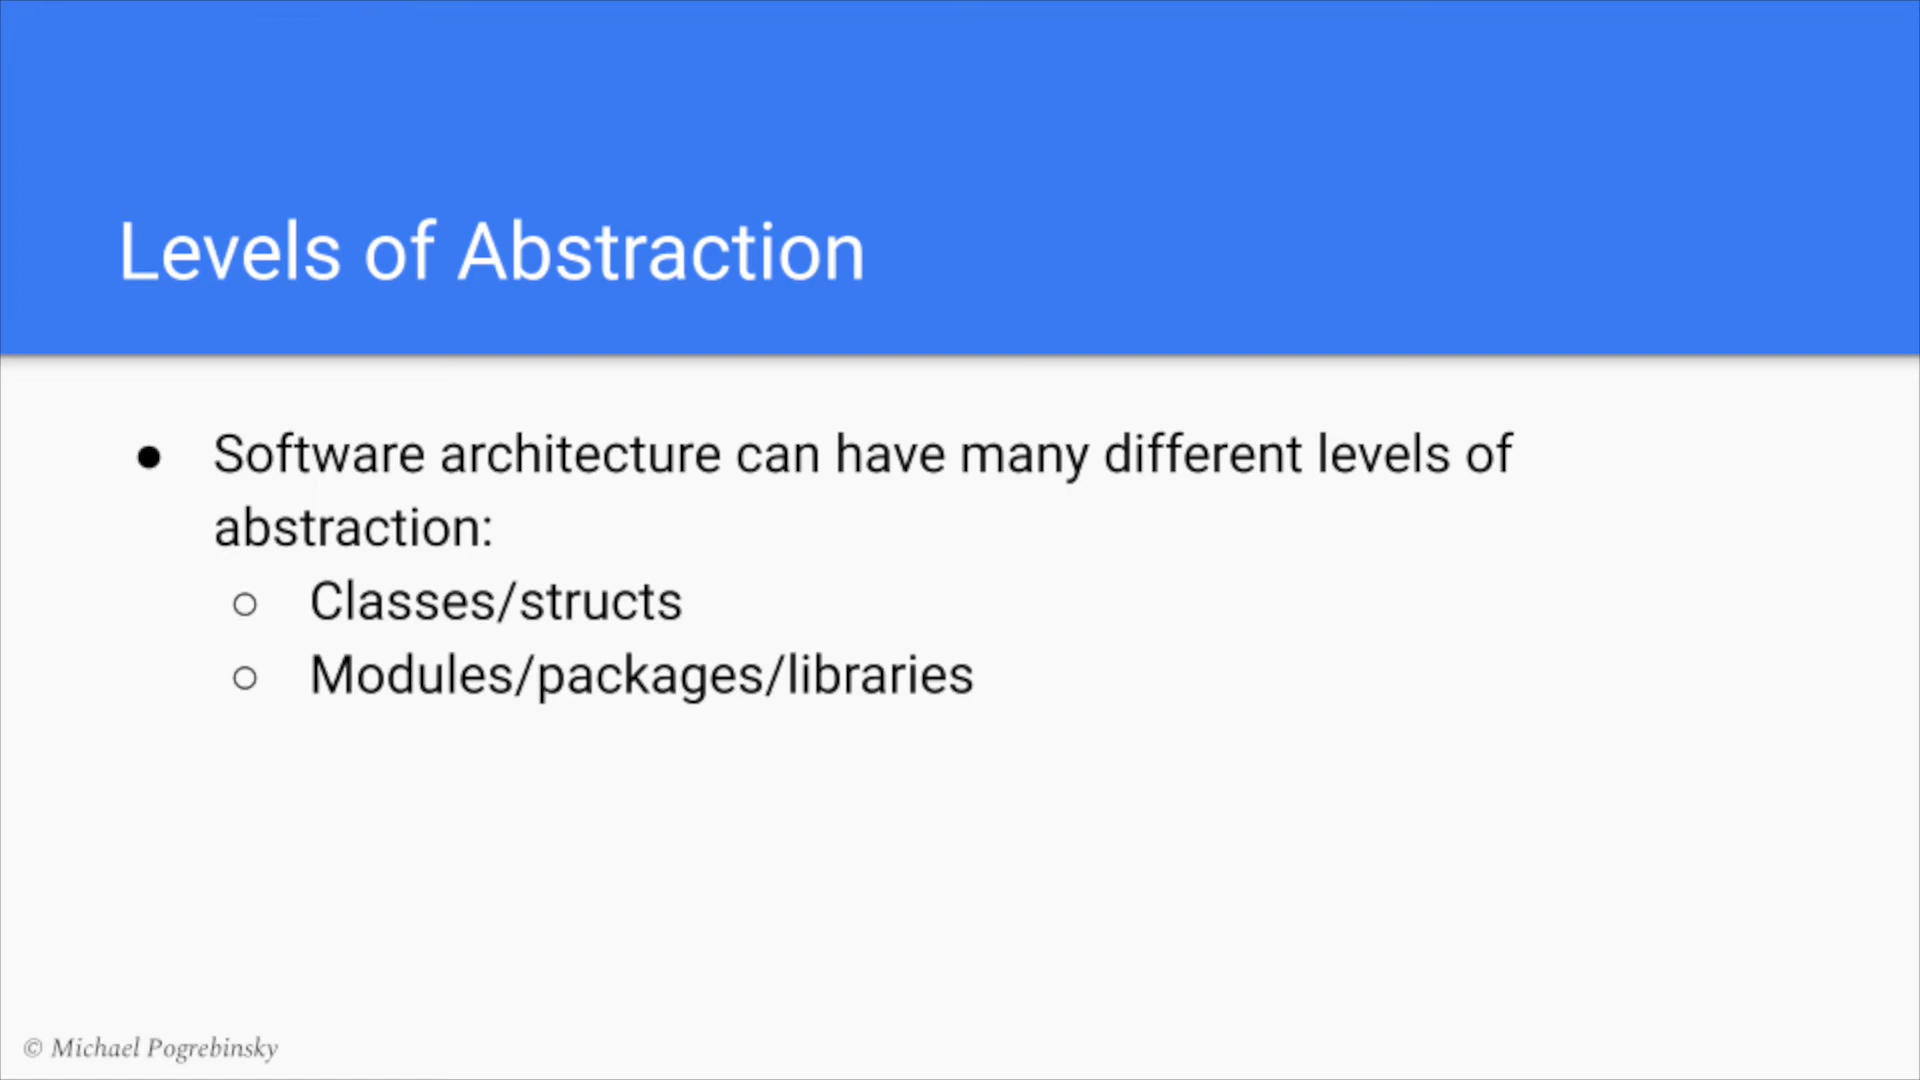 Levels of Abstraction
● Software architecture can have many different levels of
abstraction:
○ Classes/structs
○ Modules/packages/libraries
© Michael Pogrebinsky